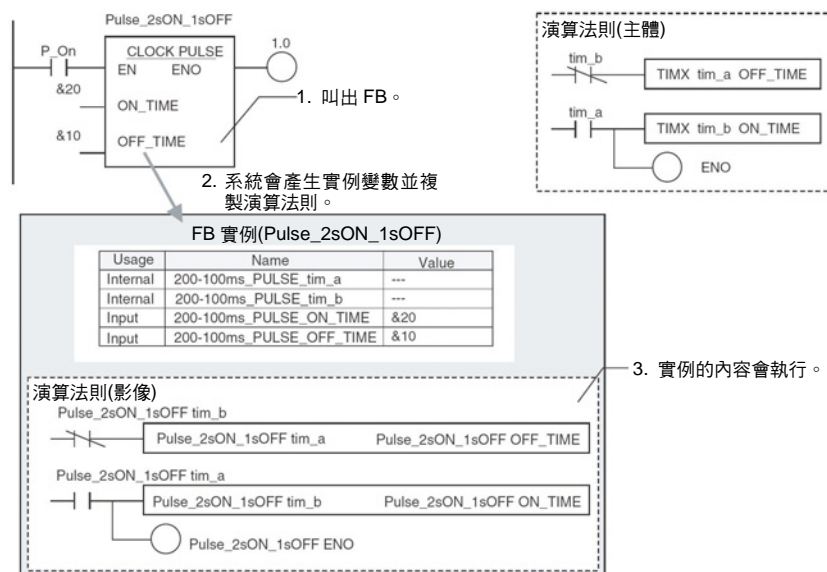 Pulse_2sON_1sOFF
P_On
CLOCK PULSE
EN ENO
1.0
&20
ON_TIME
&10
OFF_TIME
1. 叫出 FB。
2. 系統會產生實例變數並複
製演算法則。
演算法則(主體)
tim_b
TIMX tim_a OFF_TIME
tim_a
TIMX tim_b ON_TIME
ENO
FB 實例(Pulse_2sON_1sOFF)
Usage Name Value
Internal 200-100ms_PULSE_tim_a ---
Internal 200-100ms_PULSE_tim_b ---
Input 200-100ms_PULSE_ON_TIME &20
Input 200-100ms_PULSE_OFF_TIME &10
3. 實例的內容會執行。
演算法則(影像)
Pulse_2sON_1sOFF tim_b
Pulse_2sON_1sOFF tim_a Pulse_2sON_1sOFF OFF_TIME
Pulse_2sON_1sOFF tim_a
Pulse_2sON_1sOFF tim_b Pulse_2sON_1sOFF ON_TIME
Pulse_2sON_1sOFF ENO